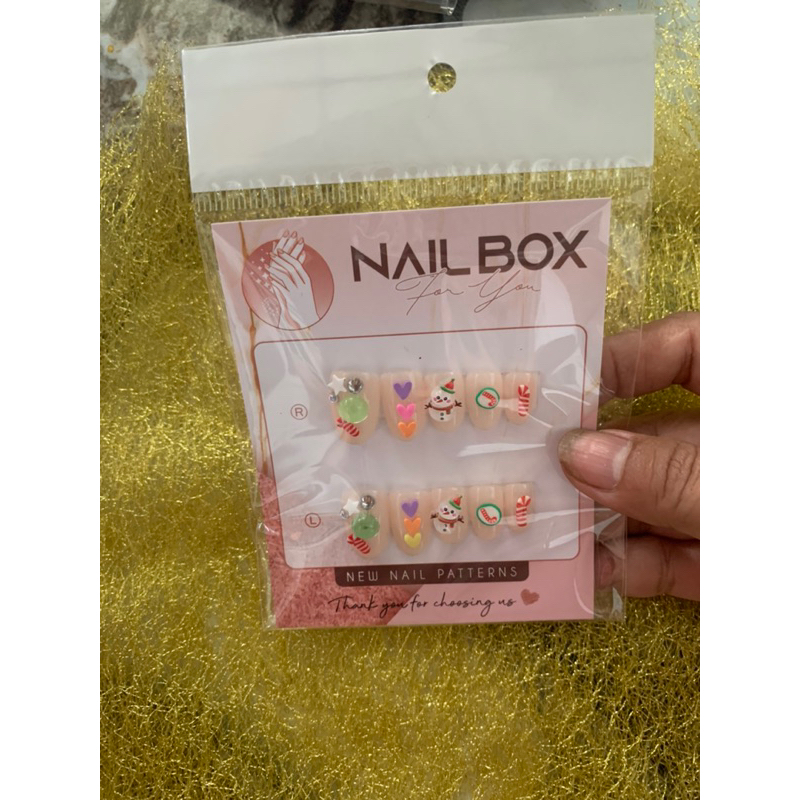 NAIL BOX
For You
R
L
NEW NAIL PATTERNS
Thank you for choosing us